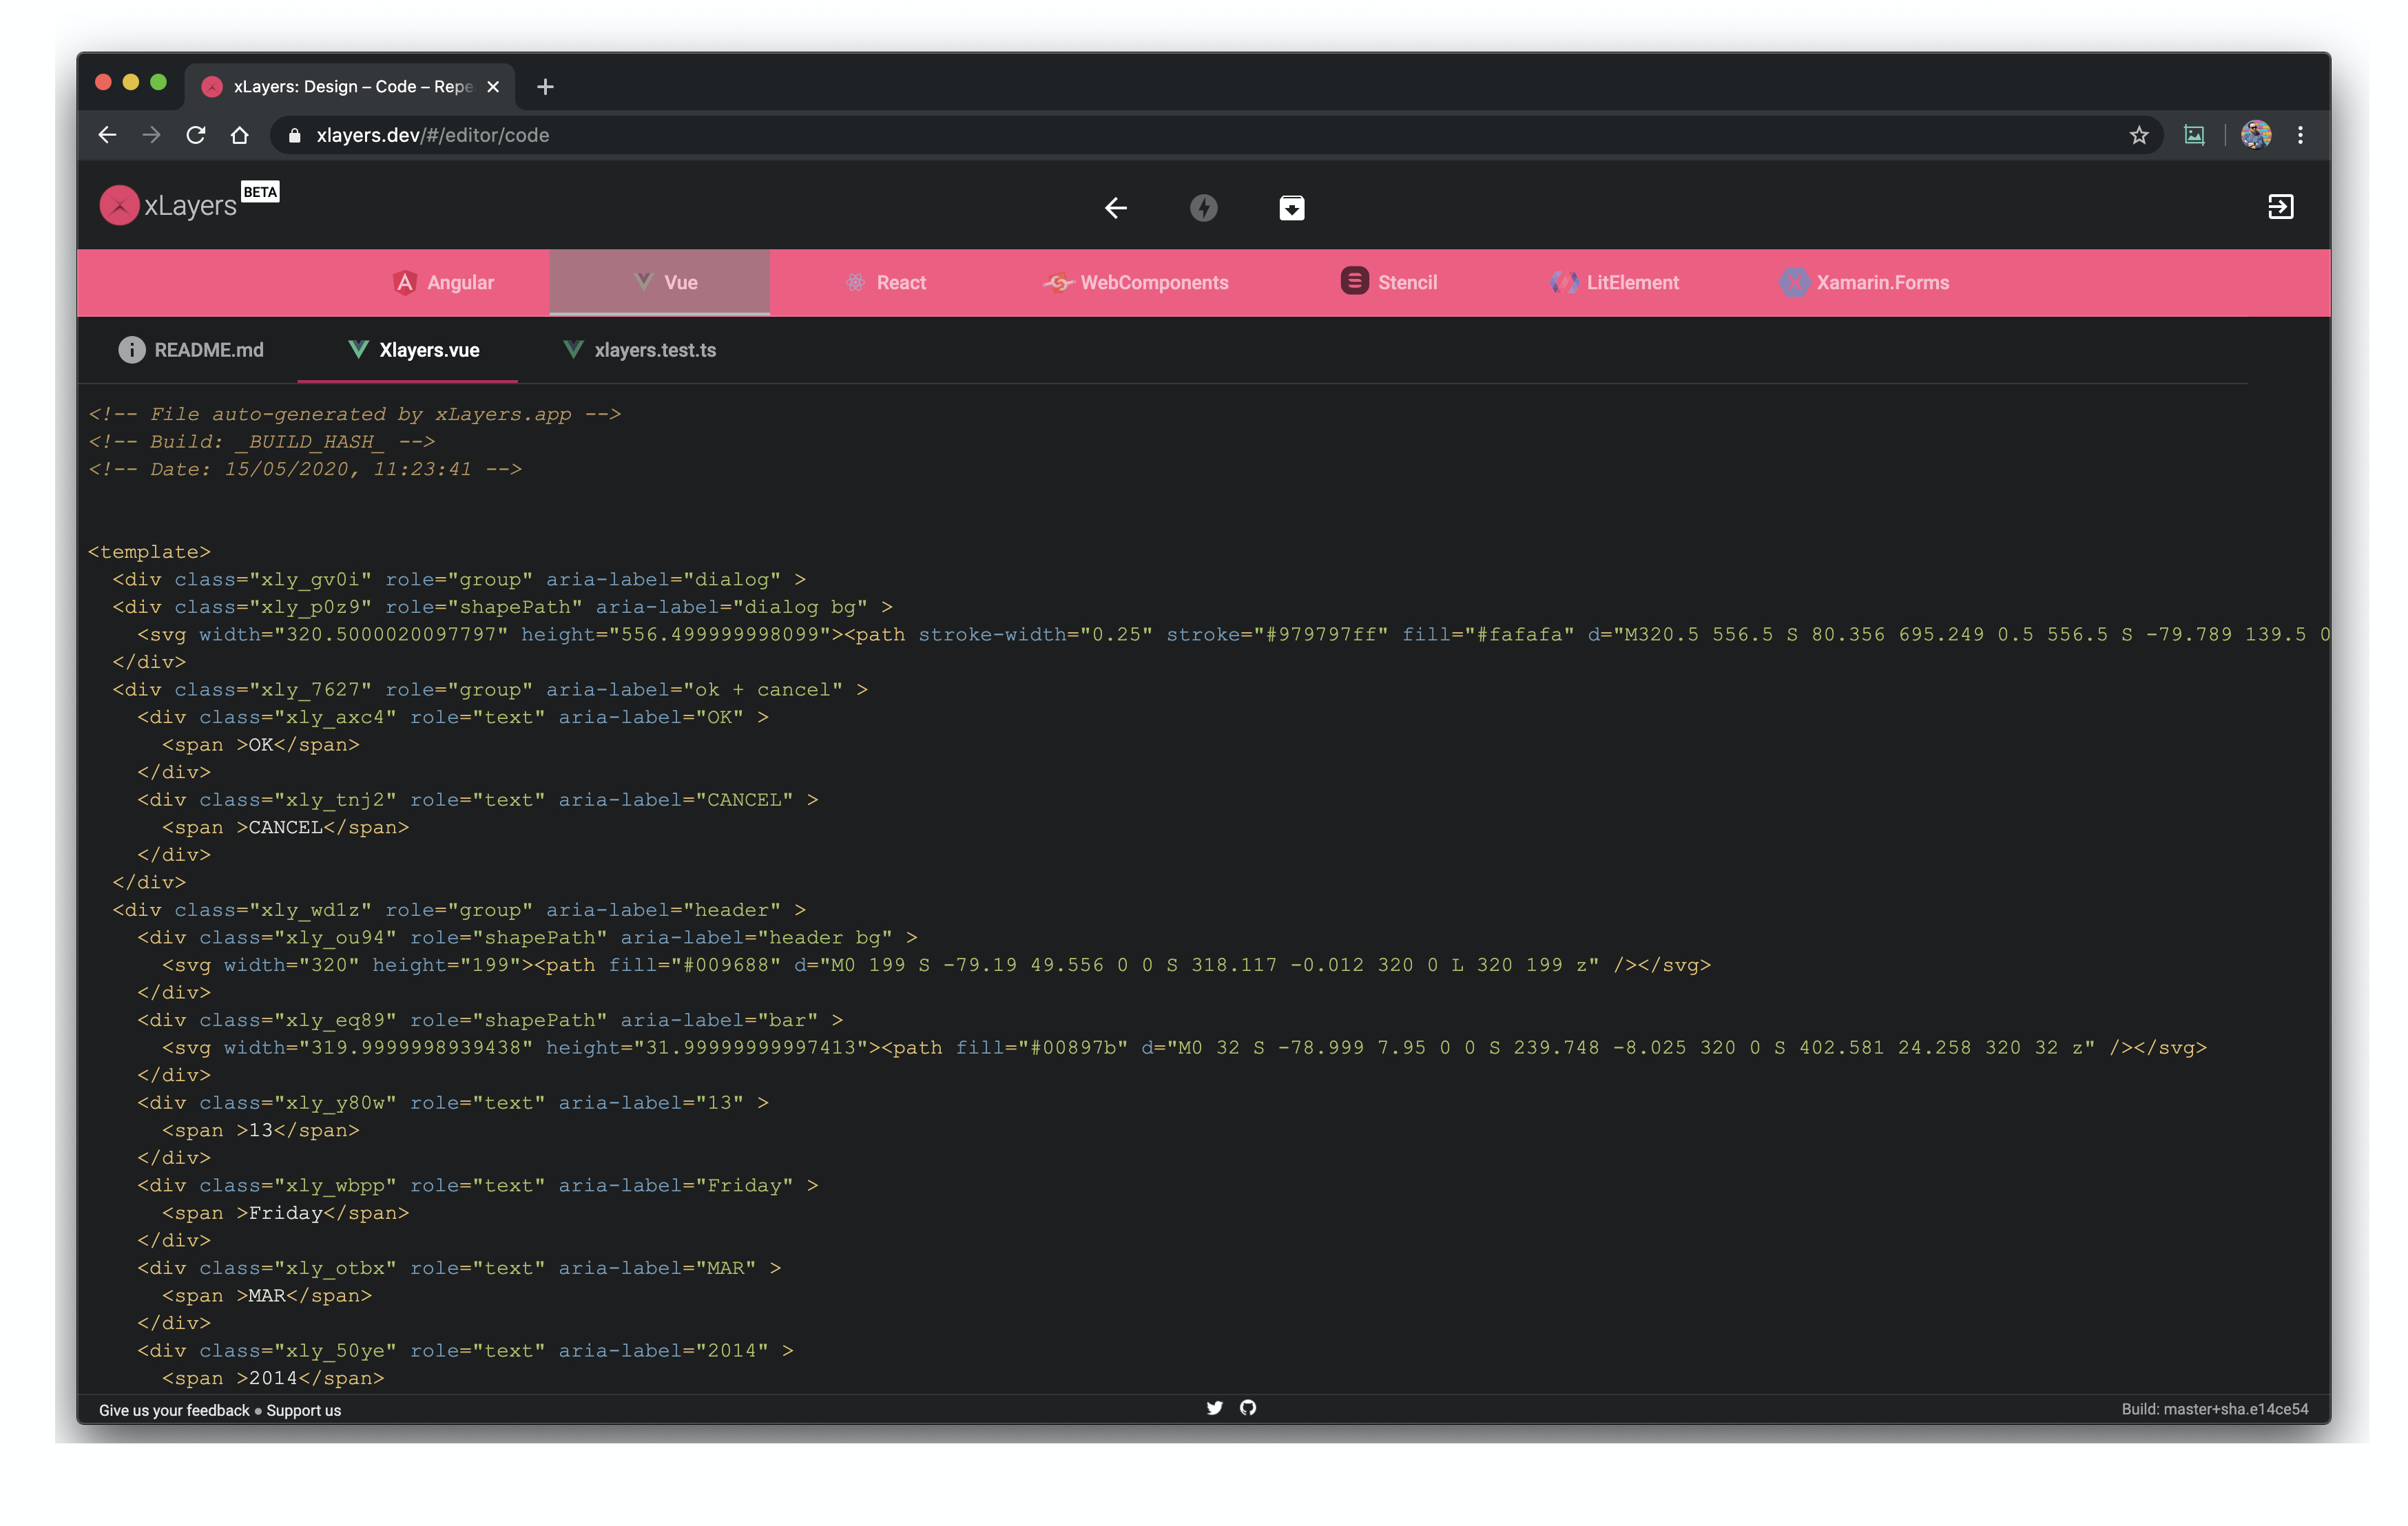 xLayers: Design – Code – Repe
xlayers.dev/#/editor/code
xLayers BETA
Angular Vue React WebComponents Stencil LitElement Xamarin.Forms
README.md Xlayers.vue xlayers.test.ts
<!-- File auto-generated by xLayers.app -->
<!-- Build: _BUILD_HASH_ -->
<!-- Date: 15/05/2020, 11:23:41 -->
<template>
  <div class="xly_gv0i" role="group" aria-label="dialog" >
  <div class="xly_p0z9" role="shapePath" aria-label="dialog bg" >
    <svg width="320.5000020097797" height="556.499999998099"><path stroke-width="0.25" stroke="#979797ff" fill="#fafafa" d="M320.5 556.5 S 80.356 695.249 0.5 556.5 S -79.789 139.5 0
  </div>
  <div class="xly_7627" role="group" aria-label="ok + cancel" >
    <div class="xly_axc4" role="text" aria-label="OK" >
      <span >OK</span>
    </div>
    <div class="xly_tnj2" role="text" aria-label="CANCEL" >
      <span >CANCEL</span>
    </div>
  </div>
  <div class="xly_wd1z" role="group" aria-label="header" >
    <div class="xly_ou94" role="shapePath" aria-label="header bg" >
      <svg width="320" height="199"><path fill="#009688" d="M0 199 S -79.19 49.556 0 0 S 318.117 -0.012 320 0 L 320 199 z" /></svg>
    </div>
    <div class="xly_eq89" role="shapePath" aria-label="bar" >
      <svg width="319.9999998939438" height="31.99999999997413"><path fill="#00897b" d="M0 32 S -78.999 7.95 0 0 S 239.748 -8.025 320 0 S 402.581 24.258 320 32 z" /></svg>
    </div>
    <div class="xly_y80w" role="text" aria-label="13" >
      <span >13</span>
    </div>
    <div class="xly_wbpp" role="text" aria-label="Friday" >
      <span >Friday</span>
    </div>
    <div class="xly_otbx" role="text" aria-label="MAR" >
      <span >MAR</span>
    </div>
    <div class="xly_50ye" role="text" aria-label="2014" >
      <span >2014</span>
Give us your feedback ● Support us
Build: master+sha.e14ce54